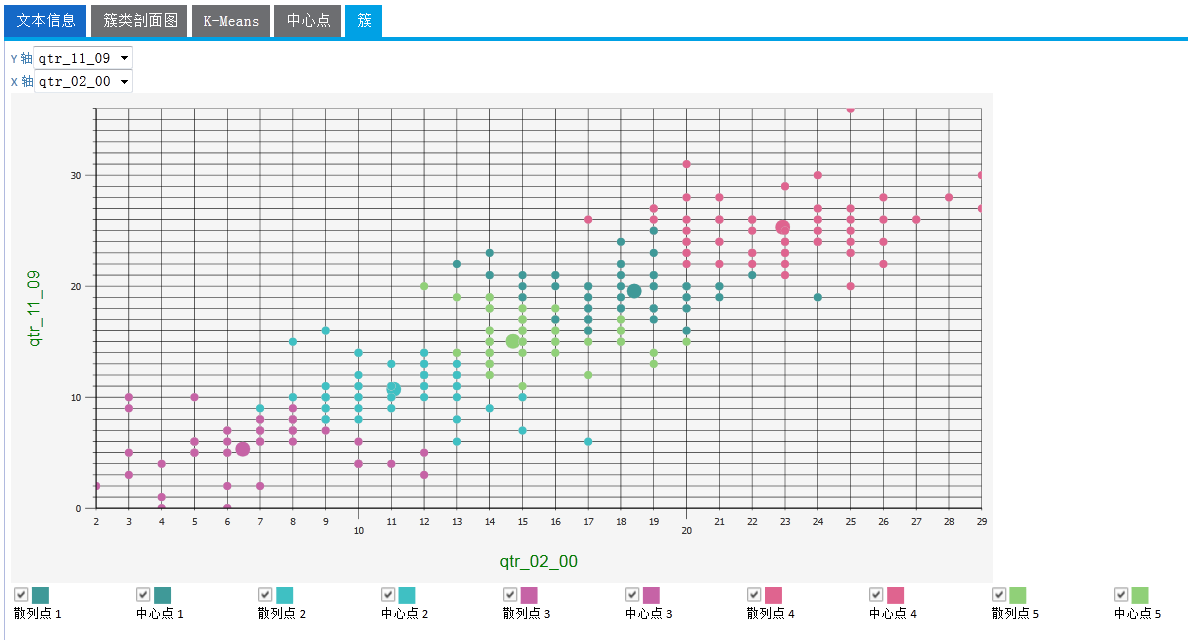 文本信息 簇类剖面图 K-Means 中心点 簇
Y 轴 qtr_11_09
X 轴 qtr_02_00
30
20
10
0
qtr_11_09
2 3 4 5 6 7 8 9 10 11 12 13 14 15 16 17 18 19 20 21 22 23 24 25 26 27 28 29
qtr_02_00
散列点 1 中心点 1 散列点 2 中心点 2 散列点 3 中心点 3 散列点 4 中心点 4 散列点 5 中心点 5